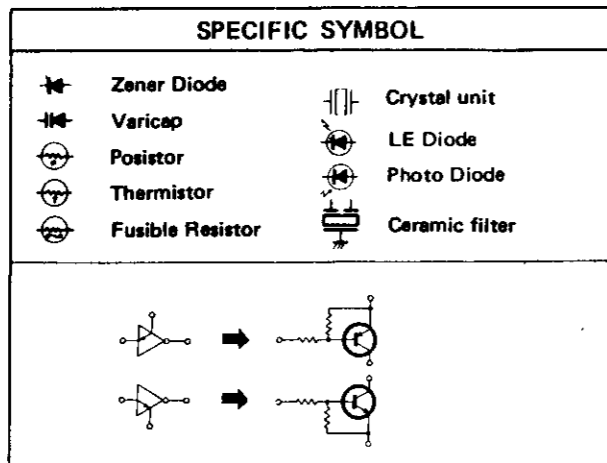 SPECIFIC SYMBOL
Zener Diode
Varicap
Posistor
Thermistor
Fusible Resistor
Crystal unit
LE Diode
Photo Diode
Ceramic filter